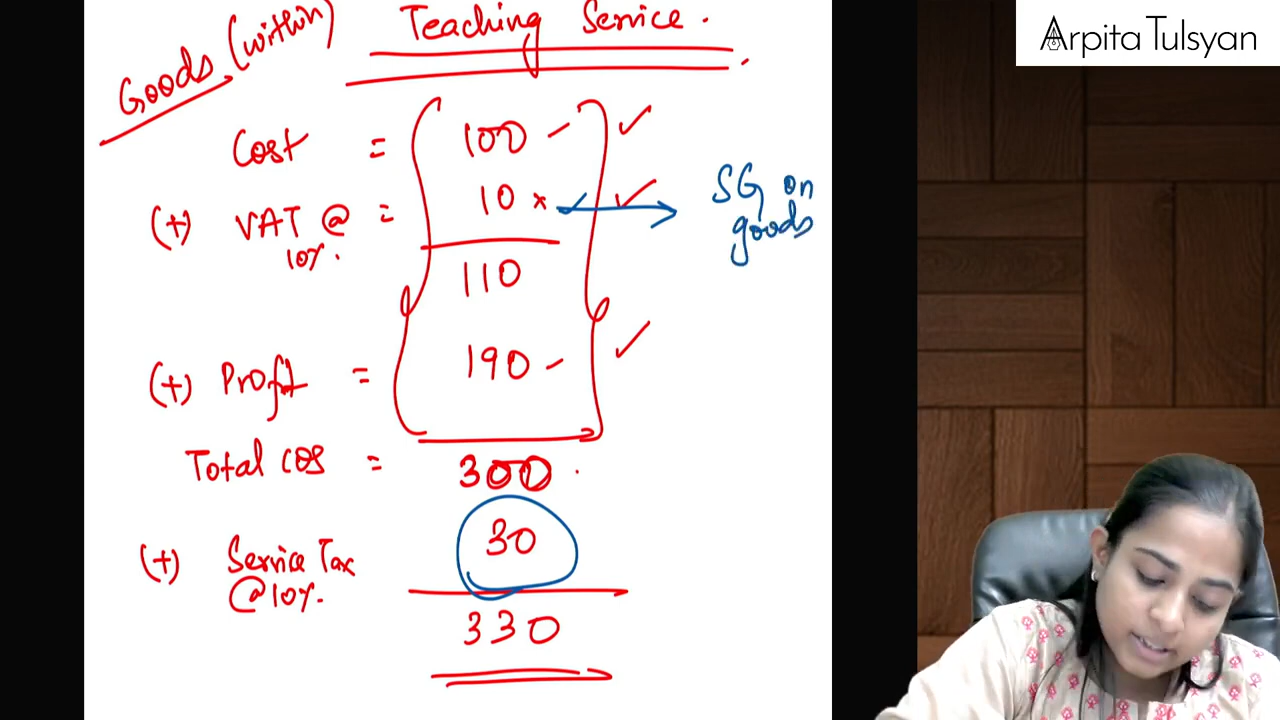 Arpita Tulsyan
Goods (within)
Teaching Service.
Cost = 100 - ✓
(+) VAT @ = 10 × ✓ ✓ → SG on
10%. goods
110
(+) Profit = 190 - ✓
Total cos = 300.
(+) Service Tax 30
@10%.
330